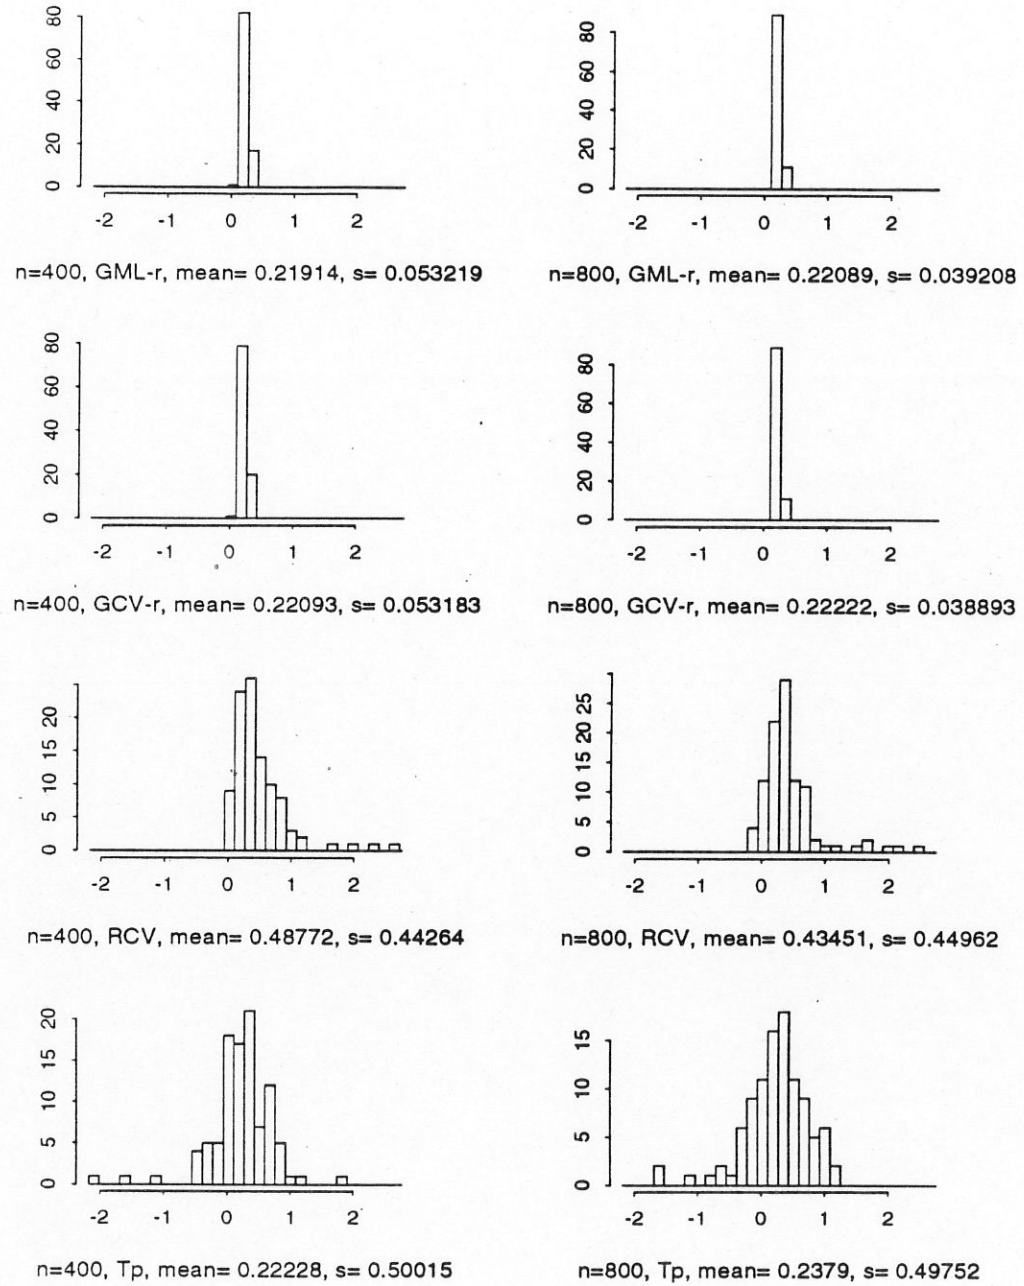 80
60
40
20
0
-2 -1 0 1 2
n=400, GML-r, mean= 0.21914, s= 0.053219
80
60
40
20
0
-2 -1 0 1 2
n=800, GML-r, mean= 0.22089, s= 0.039208
80
60
40
20
0
-2 -1 0 1 2
n=400, GCV-r, mean= 0.22093, s= 0.053183
80
60
40
20
0
-2 -1 0 1 2
n=800, GCV-r, mean= 0.22222, s= 0.038893
20
15
10
5
0
-2 -1 0 1 2
n=400, RCV, mean= 0.48772, s= 0.44264
25
20
15
10
5
0
-2 -1 0 1 2
n=800, RCV, mean= 0.43451, s= 0.44962
20
15
10
5
0
-2 -1 0 1 2
n=400, Tp, mean= 0.22228, s= 0.50015
15
10
5
0
-2 -1 0 1 2
n=800, Tp, mean= 0.2379, s= 0.49752